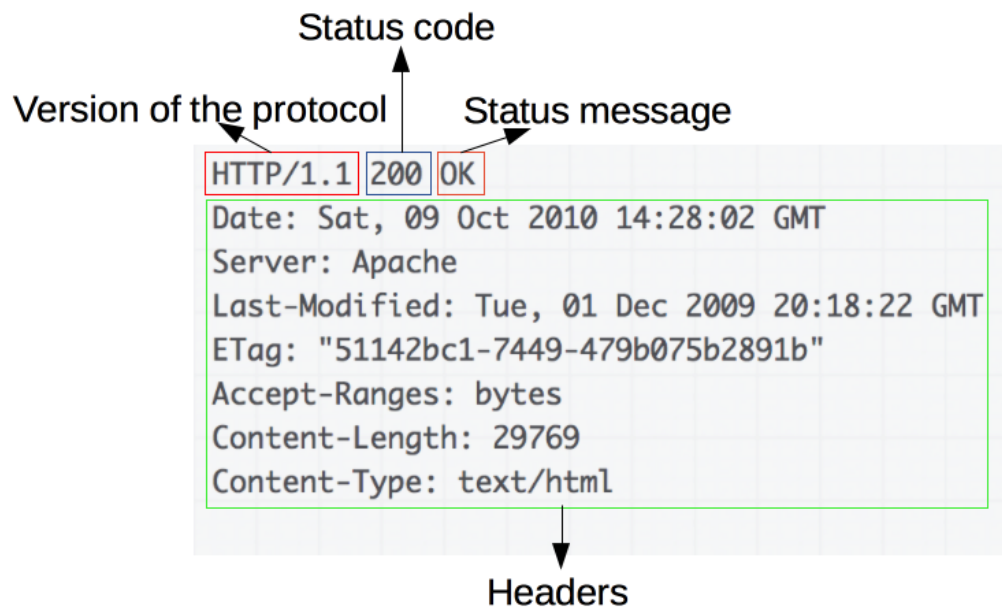 Status code
Version of the protocol
Status message
HTTP/1.1 200 OK
Date: Sat, 09 Oct 2010 14:28:02 GMT
Server: Apache
Last-Modified: Tue, 01 Dec 2009 20:18:22 GMT
ETag: "51142bc1-7449-479b075b2891b"
Accept-Ranges: bytes
Content-Length: 29769
Content-Type: text/html
Headers